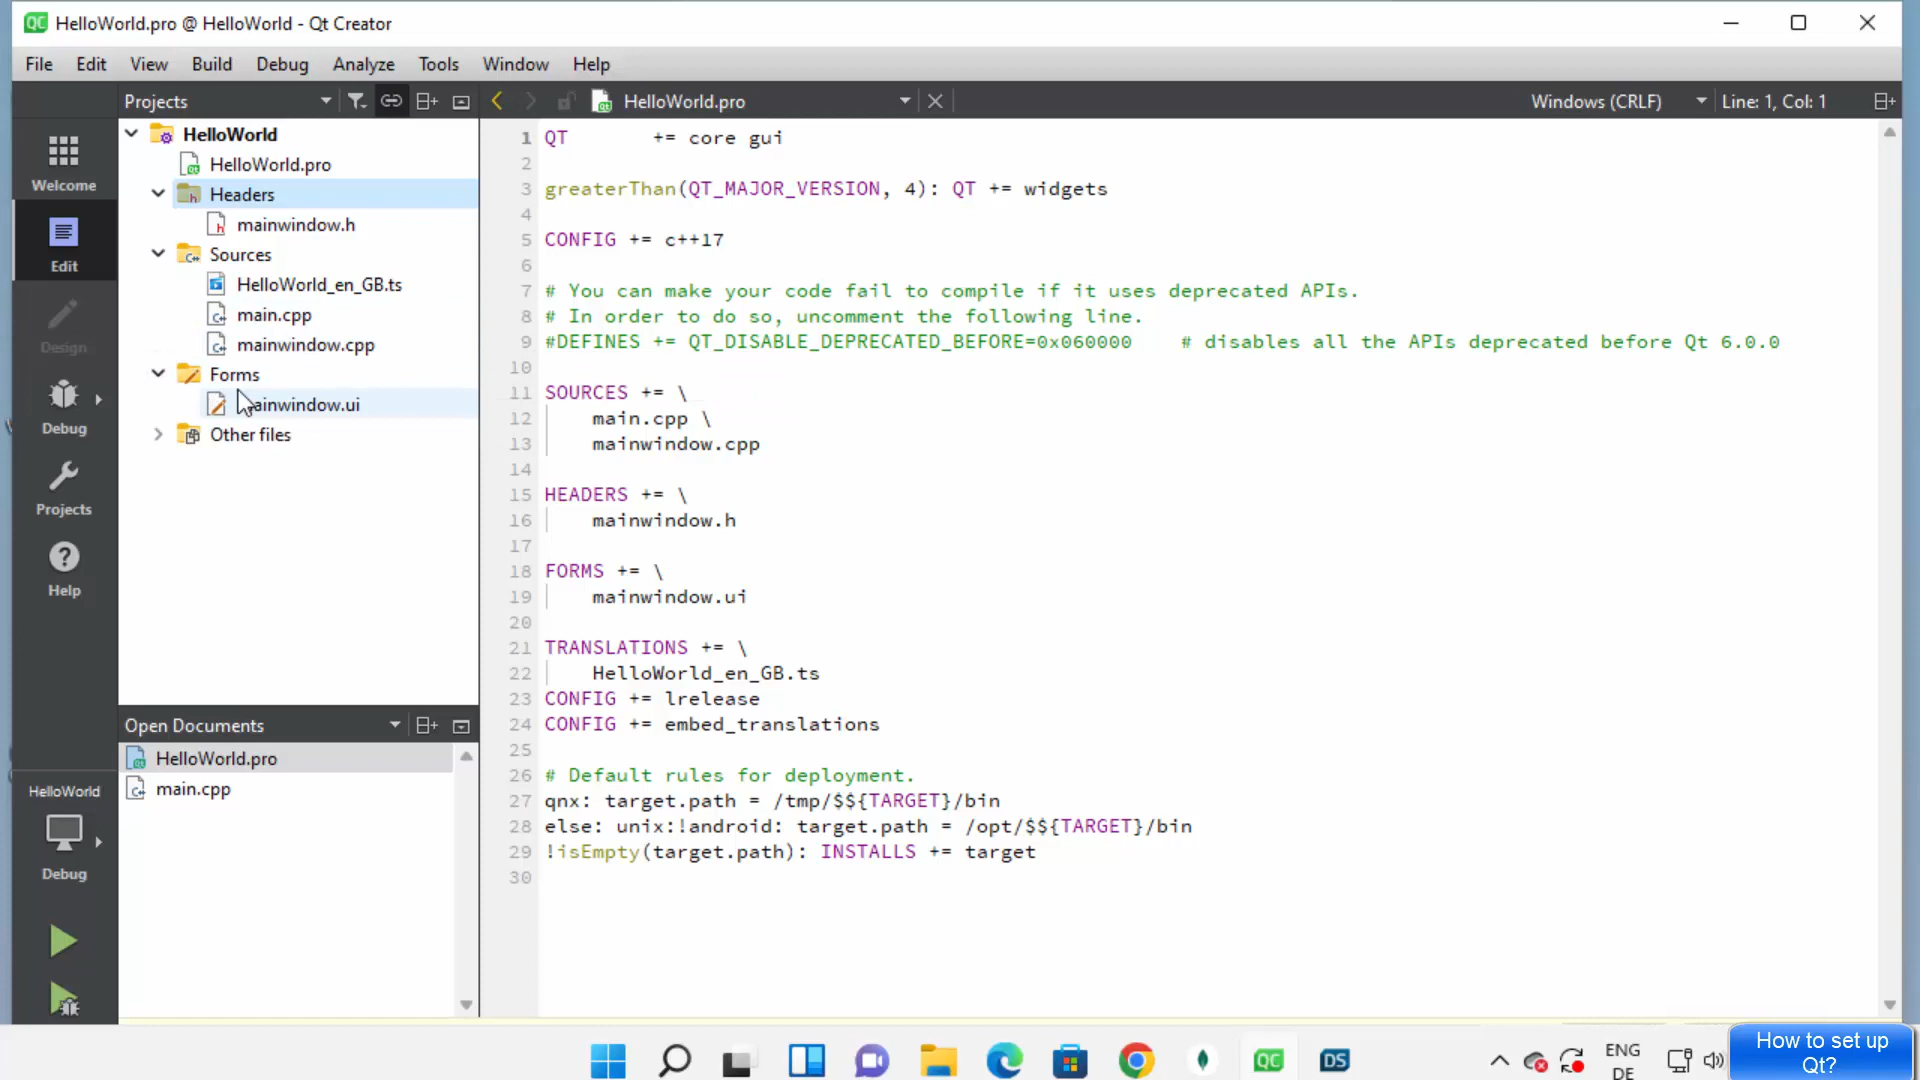 HelloWorld.pro @ HelloWorld - Qt Creator
File Edit View Build Debug Analyze Tools Window Help
Projects
HelloWorld.pro
Windows (CRLF)
Line: 1, Col: 1
Welcome
Edit
Design
Debug
Projects
Help
HelloWorld
Debug
HelloWorld
HelloWorld.pro
Headers
mainwindow.h
Sources
HelloWorld_en_GB.ts
main.cpp
mainwindow.cpp
Forms
ainwindow.ui
Other files
Open Documents
HelloWorld.pro
main.cpp
1 QT += core gui
2
3 greaterThan(QT_MAJOR_VERSION, 4): QT += widgets
4
5 CONFIG += c++17
6
7 # You can make your code fail to compile if it uses deprecated APIs.
8 # In order to do so, uncomment the following line.
9 #DEFINES += QT_DISABLE_DEPRECATED_BEFORE=0x060000 # disables all the APIs deprecated before Qt 6.0.0
10
11 SOURCES += \
12 main.cpp \
13 mainwindow.cpp
14
15 HEADERS += \
16 mainwindow.h
17
18 FORMS += \
19 mainwindow.ui
20
21 TRANSLATIONS += \
22 HelloWorld_en_GB.ts
23 CONFIG += lrelease
24 CONFIG += embed_translations
25
26 # Default rules for deployment.
27 qnx: target.path = /tmp/$${TARGET}/bin
28 else: unix:!android: target.path = /opt/$${TARGET}/bin
29 !isEmpty(target.path): INSTALLS += target
30
QC
QC
DS
ENG
DE
How to set up
Qt?